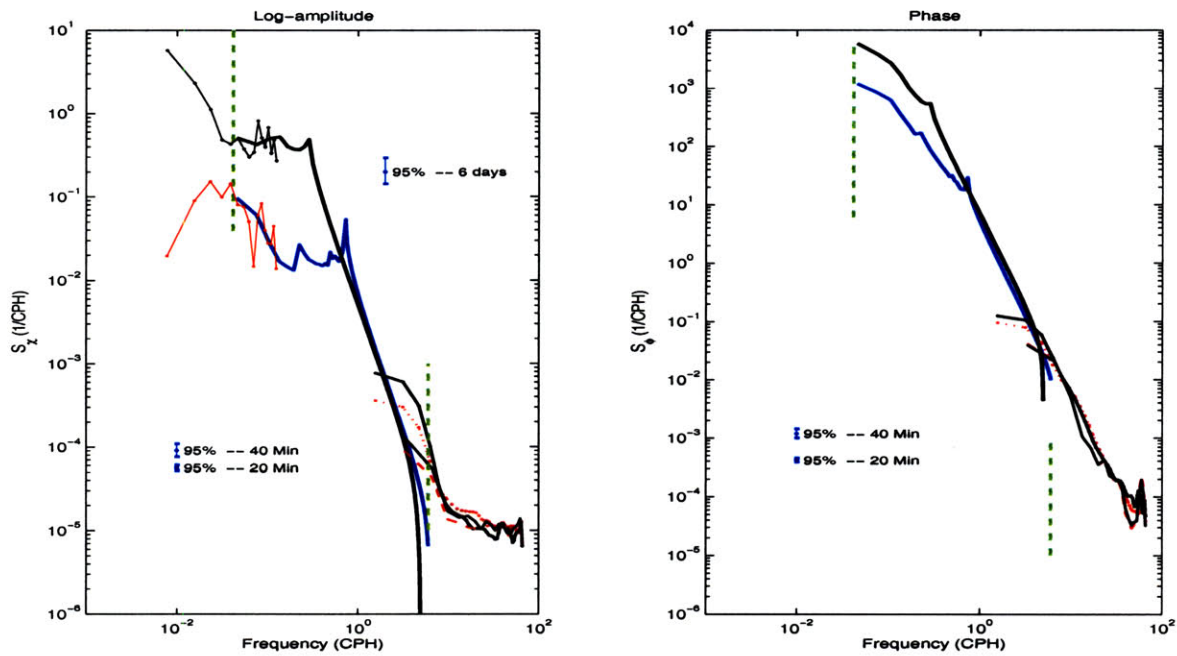 Log-amplitude
10^1
10^0
10^-1
10^-2
10^-3
10^-4
10^-5
10^-6
S_χ (1/CPH)
95% -- 6 days
95% -- 40 Min
95% -- 20 Min
10^-2
10^0
10^2
Frequency (CPH)
Phase
10^4
10^3
10^2
10^1
10^0
10^-1
10^-2
10^-3
10^-4
10^-5
10^-6
S_ϕ (1/CPH)
95% -- 40 Min
95% -- 20 Min
10^-2
10^0
10^2
Frequency (CPH)